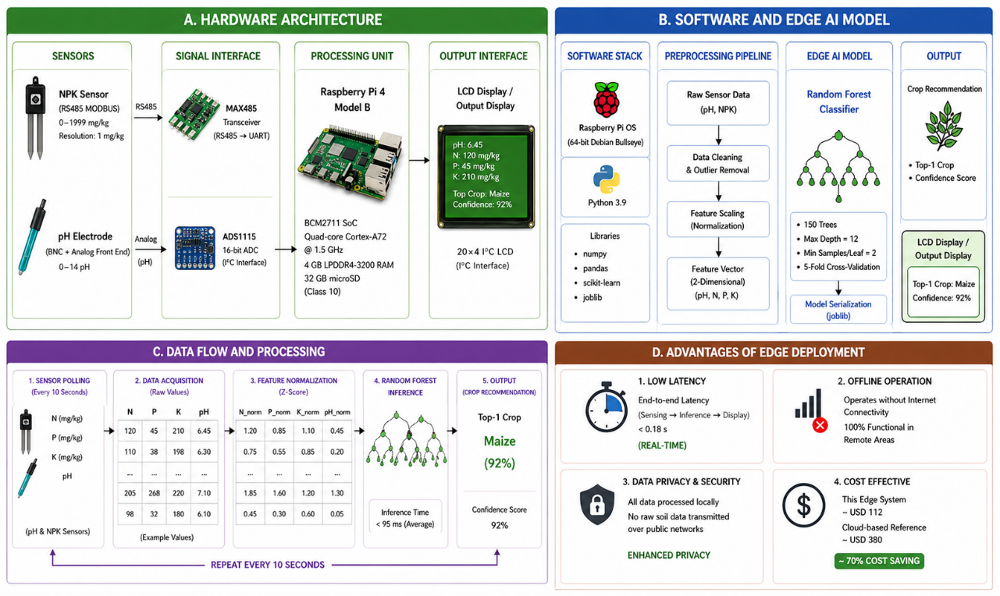 A. HARDWARE ARCHITECTURE
SENSORS
NPK Sensor
(RS485 MODBUS)
0–1999 mg/kg
Resolution: 1 mg/kg
RS485
pH Electrode
(BNC + Analog Front End)
0–14 pH
Analog
(pH)
SIGNAL INTERFACE
MAX485
Transceiver
(RS485 → UART)
ADS1115
16-bit ADC
(I²C Interface)
PROCESSING UNIT
Raspberry Pi 4
Model B
BCM2711 SoC
Quad-core Cortex-A72
@ 1.5 GHz
4 GB LPDDR4-3200 RAM
32 GB microSD
(Class 10)
OUTPUT INTERFACE
LCD Display /
Output Display
pH: 6.45
N: 120 mg/kg
P: 45 mg/kg
K: 210 mg/kg
Top Crop: Maize
Confidence: 92%
20×4 I²C LCD
(I²C Interface)
B. SOFTWARE AND EDGE AI MODEL
SOFTWARE STACK
Raspberry Pi OS
(64-bit Debian Bullseye)
Python 3.9
Libraries
• numpy
• pandas
• scikit-learn
• joblib
PREPROCESSING PIPELINE
Raw Sensor Data
(pH, NPK)
Data Cleaning
& Outlier Removal
Feature Scaling
(Normalization)
Feature Vector
(2-Dimensional)
(pH, N, P, K)
EDGE AI MODEL
Random Forest
Classifier
• 150 Trees
• Max Depth = 12
• Min Samples/Leaf = 2
• 5-Fold Cross-Validation
Model Serialization
(joblib)
OUTPUT
Crop Recommendation
• Top-1 Crop
• Confidence Score
LCD Display /
Output Display
Top-1 Crop: Maize
Confidence: 92%
C. DATA FLOW AND PROCESSING
1. SENSOR POLLING
(Every 10 Seconds)
N (mg/kg)
P (mg/kg)
K (mg/kg)
pH
(pH & NPK Sensors)
2. DATA ACQUISITION
(Raw Values)
N P K pH
120 45 210 6.45
110 38 198 6.30
... ... ... ...
205 268 220 7.10
98 32 180 6.10
(Example Values)
3. FEATURE NORMALIZATION
(Z-Score)
N_norm P_norm K_norm pH_norm
1.20 0.85 1.10 0.45
0.75 0.55 0.85 0.20
... ... ... ...
1.85 1.60 1.20 1.30
0.45 0.30 0.60 0.05
4. RANDOM FOREST
INFERENCE
Inference Time
< 95 ms (Average)
5. OUTPUT
(CROP RECOMMENDATION)
Top-1 Crop
Maize
(92%)
Confidence Score
92%
REPEAT EVERY 10 SECONDS
D. ADVANTAGES OF EDGE DEPLOYMENT
1. LOW LATENCY
End-to-end Latency
(Sensing → Inference → Display)
< 0.18 s
(REAL-TIME)
2. OFFLINE OPERATION
Operates without Internet
Connectivity
100% Functional in
Remote Areas
3. DATA PRIVACY & SECURITY
All data processed locally
No raw soil data transmitted
over public networks
ENHANCED PRIVACY
4. COST EFFECTIVE
This Edge System
~ USD 112
Cloud-based Reference
~ USD 380
~ 70% COST SAVING